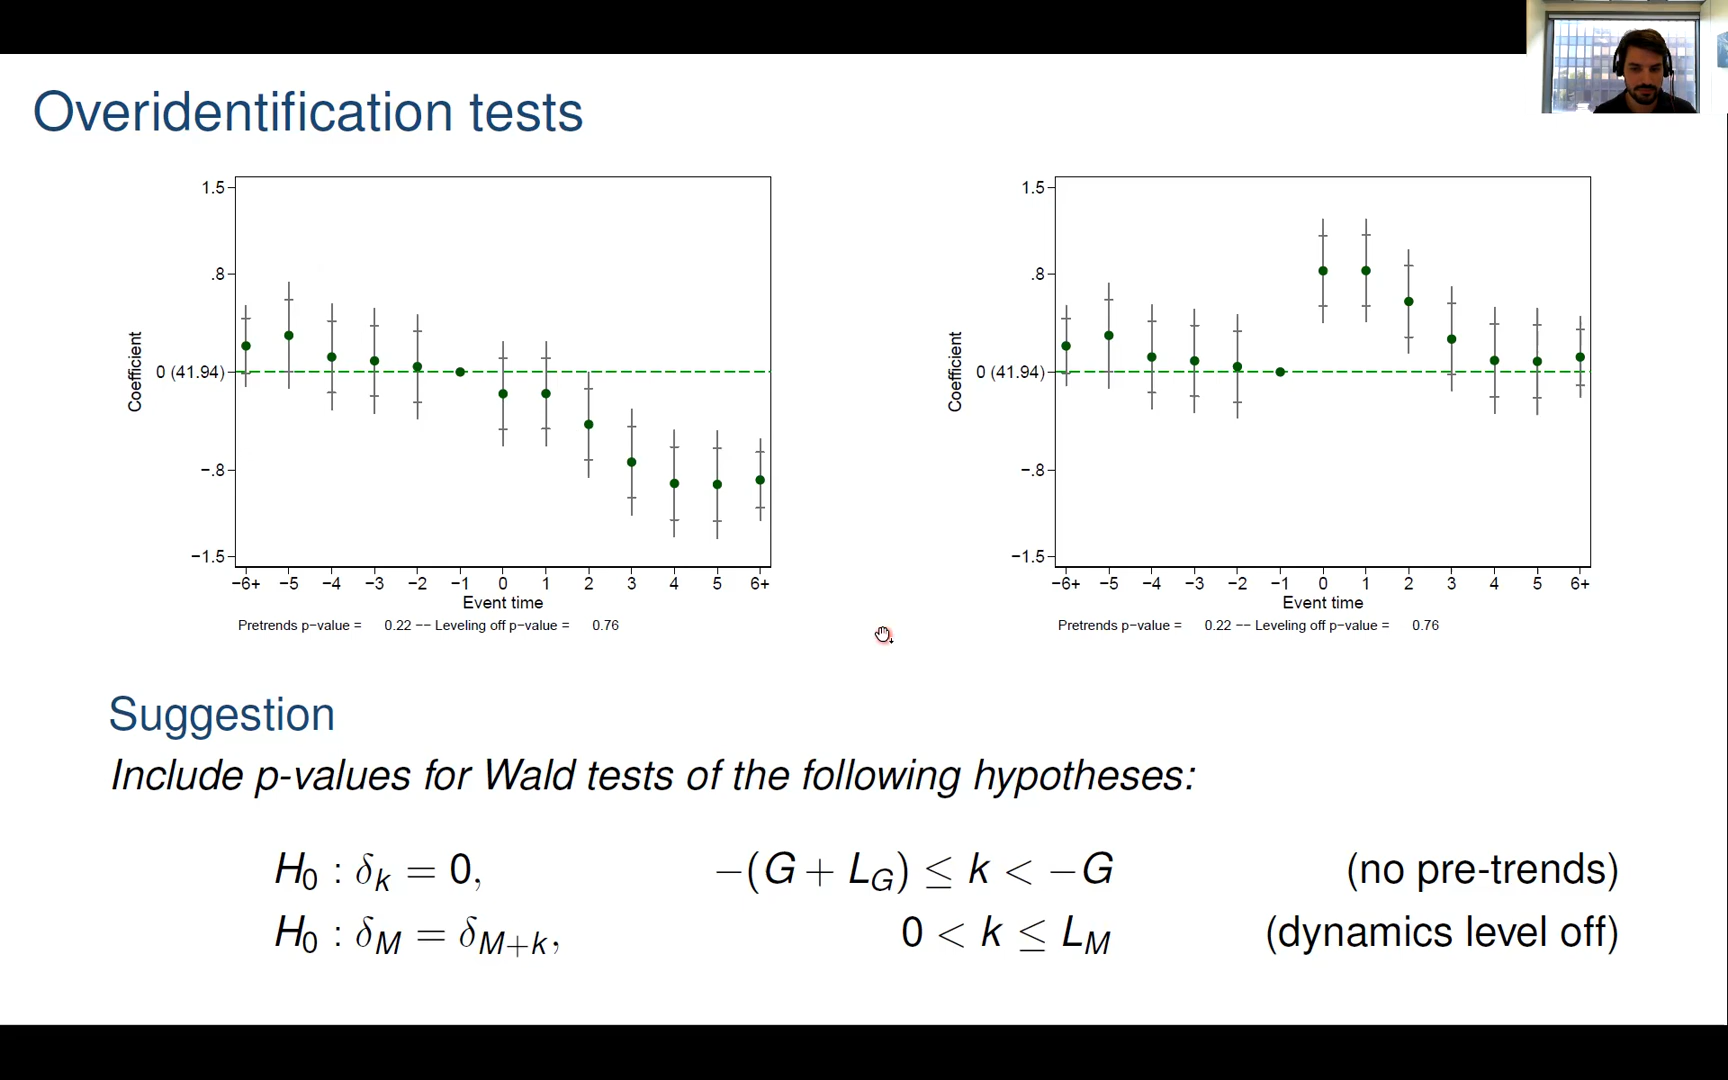 Overidentification tests
1.5
.8
0 (41.94)
−.8
−1.5
Coefficient
−6+ −5 −4 −3 −2 −1 0 1 2 3 4 5 6+
Event time
Pretrends p−value = 0.22 −− Leveling off p−value = 0.76
1.5
.8
0 (41.94)
−.8
−1.5
Coefficient
−6+ −5 −4 −3 −2 −1 0 1 2 3 4 5 6+
Event time
Pretrends p−value = 0.22 −− Leveling off p−value = 0.76
Suggestion
Include p-values for Wald tests of the following hypotheses:
H₀ : δₖ = 0, −(G + L_G) ≤ k < −G (no pre-trends)
H₀ : δ_M = δ_{M+k}, 0 < k ≤ L_M (dynamics level off)